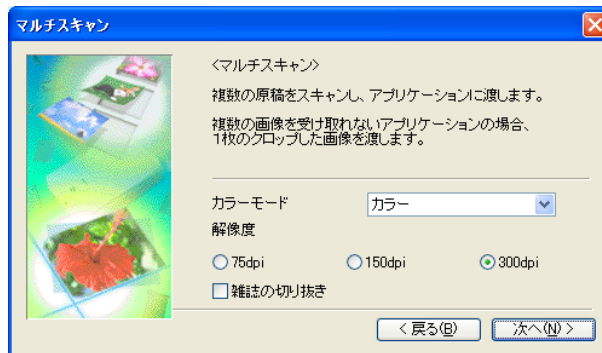 マルチスキャン
<マルチスキャン>
複数の原稿をスキャンし、アプリケーションに渡します。
複数の画像を受け取れないアプリケーションの場合、
1枚のクロップした画像を渡します。
カラーモード
カラー
解像度
75dpi
150dpi
300dpi
雑誌の切り抜き
< 戻る(B)
次へ(N) >